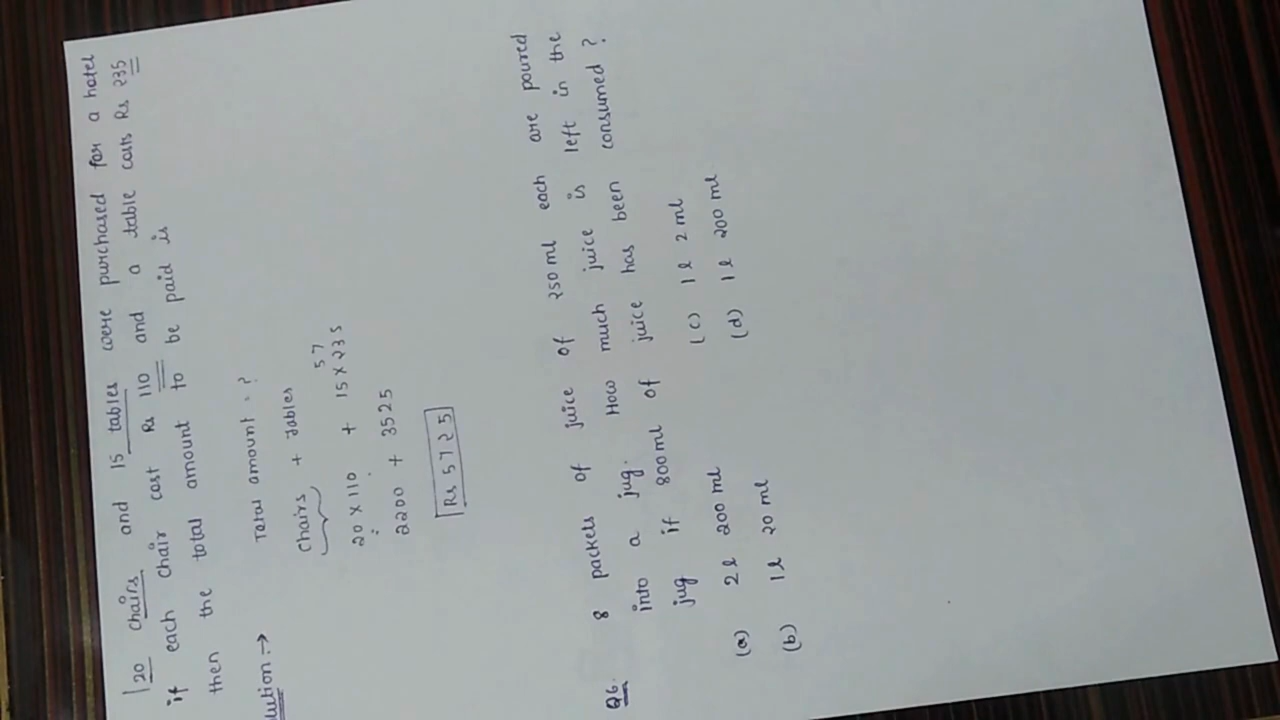 20 chairs and 15 tables were purchased for a hotel
if each chair cost Rs 110 and a table costs Rs 235
then the total amount to be paid is
lution :→
Total amount = ?
Chairs + tables
57
20 × 110 + 15 × 235
2200 + 3525
Rs 5725
Q6. 8 packets of juice of 250 ml each are poured
into a jug. How much juice is left in the
jug if 800 ml of juice has been consumed ?
(a) 2 l 200 ml
(c) 1 l 2 ml
(b) 1 l 20 ml
(d) 1 l 200 ml